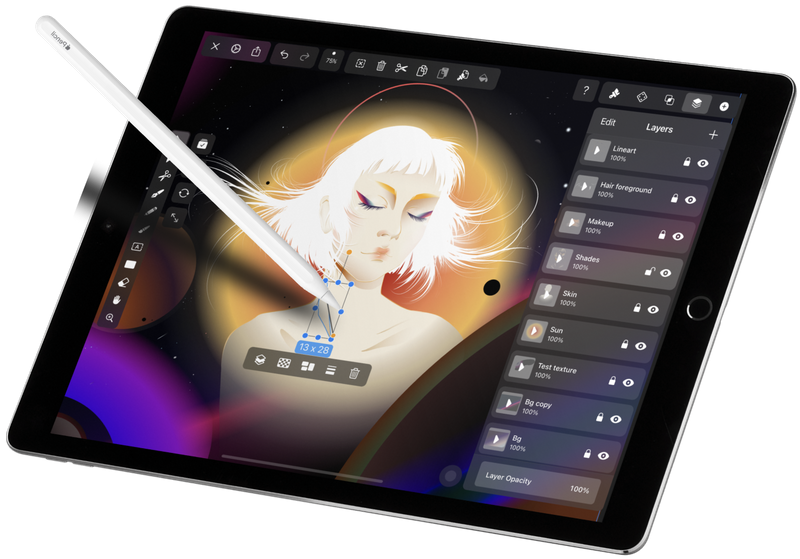 Pencil
75%
?
Edit Layers +
Lineart
100%
Hair foreground
100%
Makeup
100%
Shades
100%
Skin
100%
Sun
100%
Test texture
100%
Bg copy
100%
Bg
100%
Layer Opacity 100%
A
13 x 28